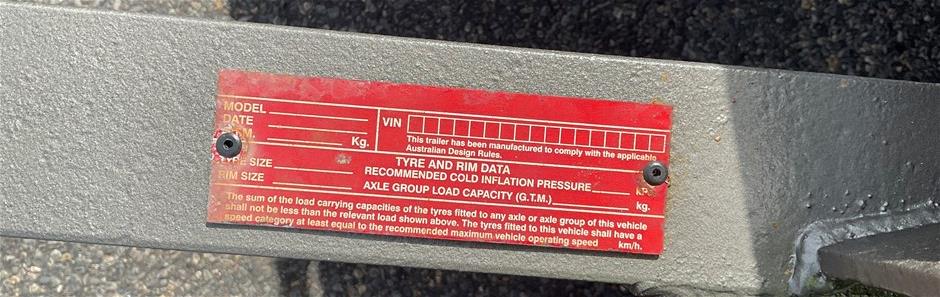 MODEL
DATE
Kg.
VIN
This trailer has been manufactured to comply with the applicable
Australian Design Rules.
TYRE AND RIM DATA
SIZE
RECOMMENDED COLD INFLATION PRESSURE
RIM SIZE
AXLE GROUP LOAD CAPACITY (G.T.M.) kg.
The sum of the load carrying capacities of the tyres fitted to any axle or axle group of this vehicle
shall not be less than the relevant load shown above. The tyres fitted to this vehicle shall have a
speed category at least equal to the recommended maximum vehicle operating speed km/h.